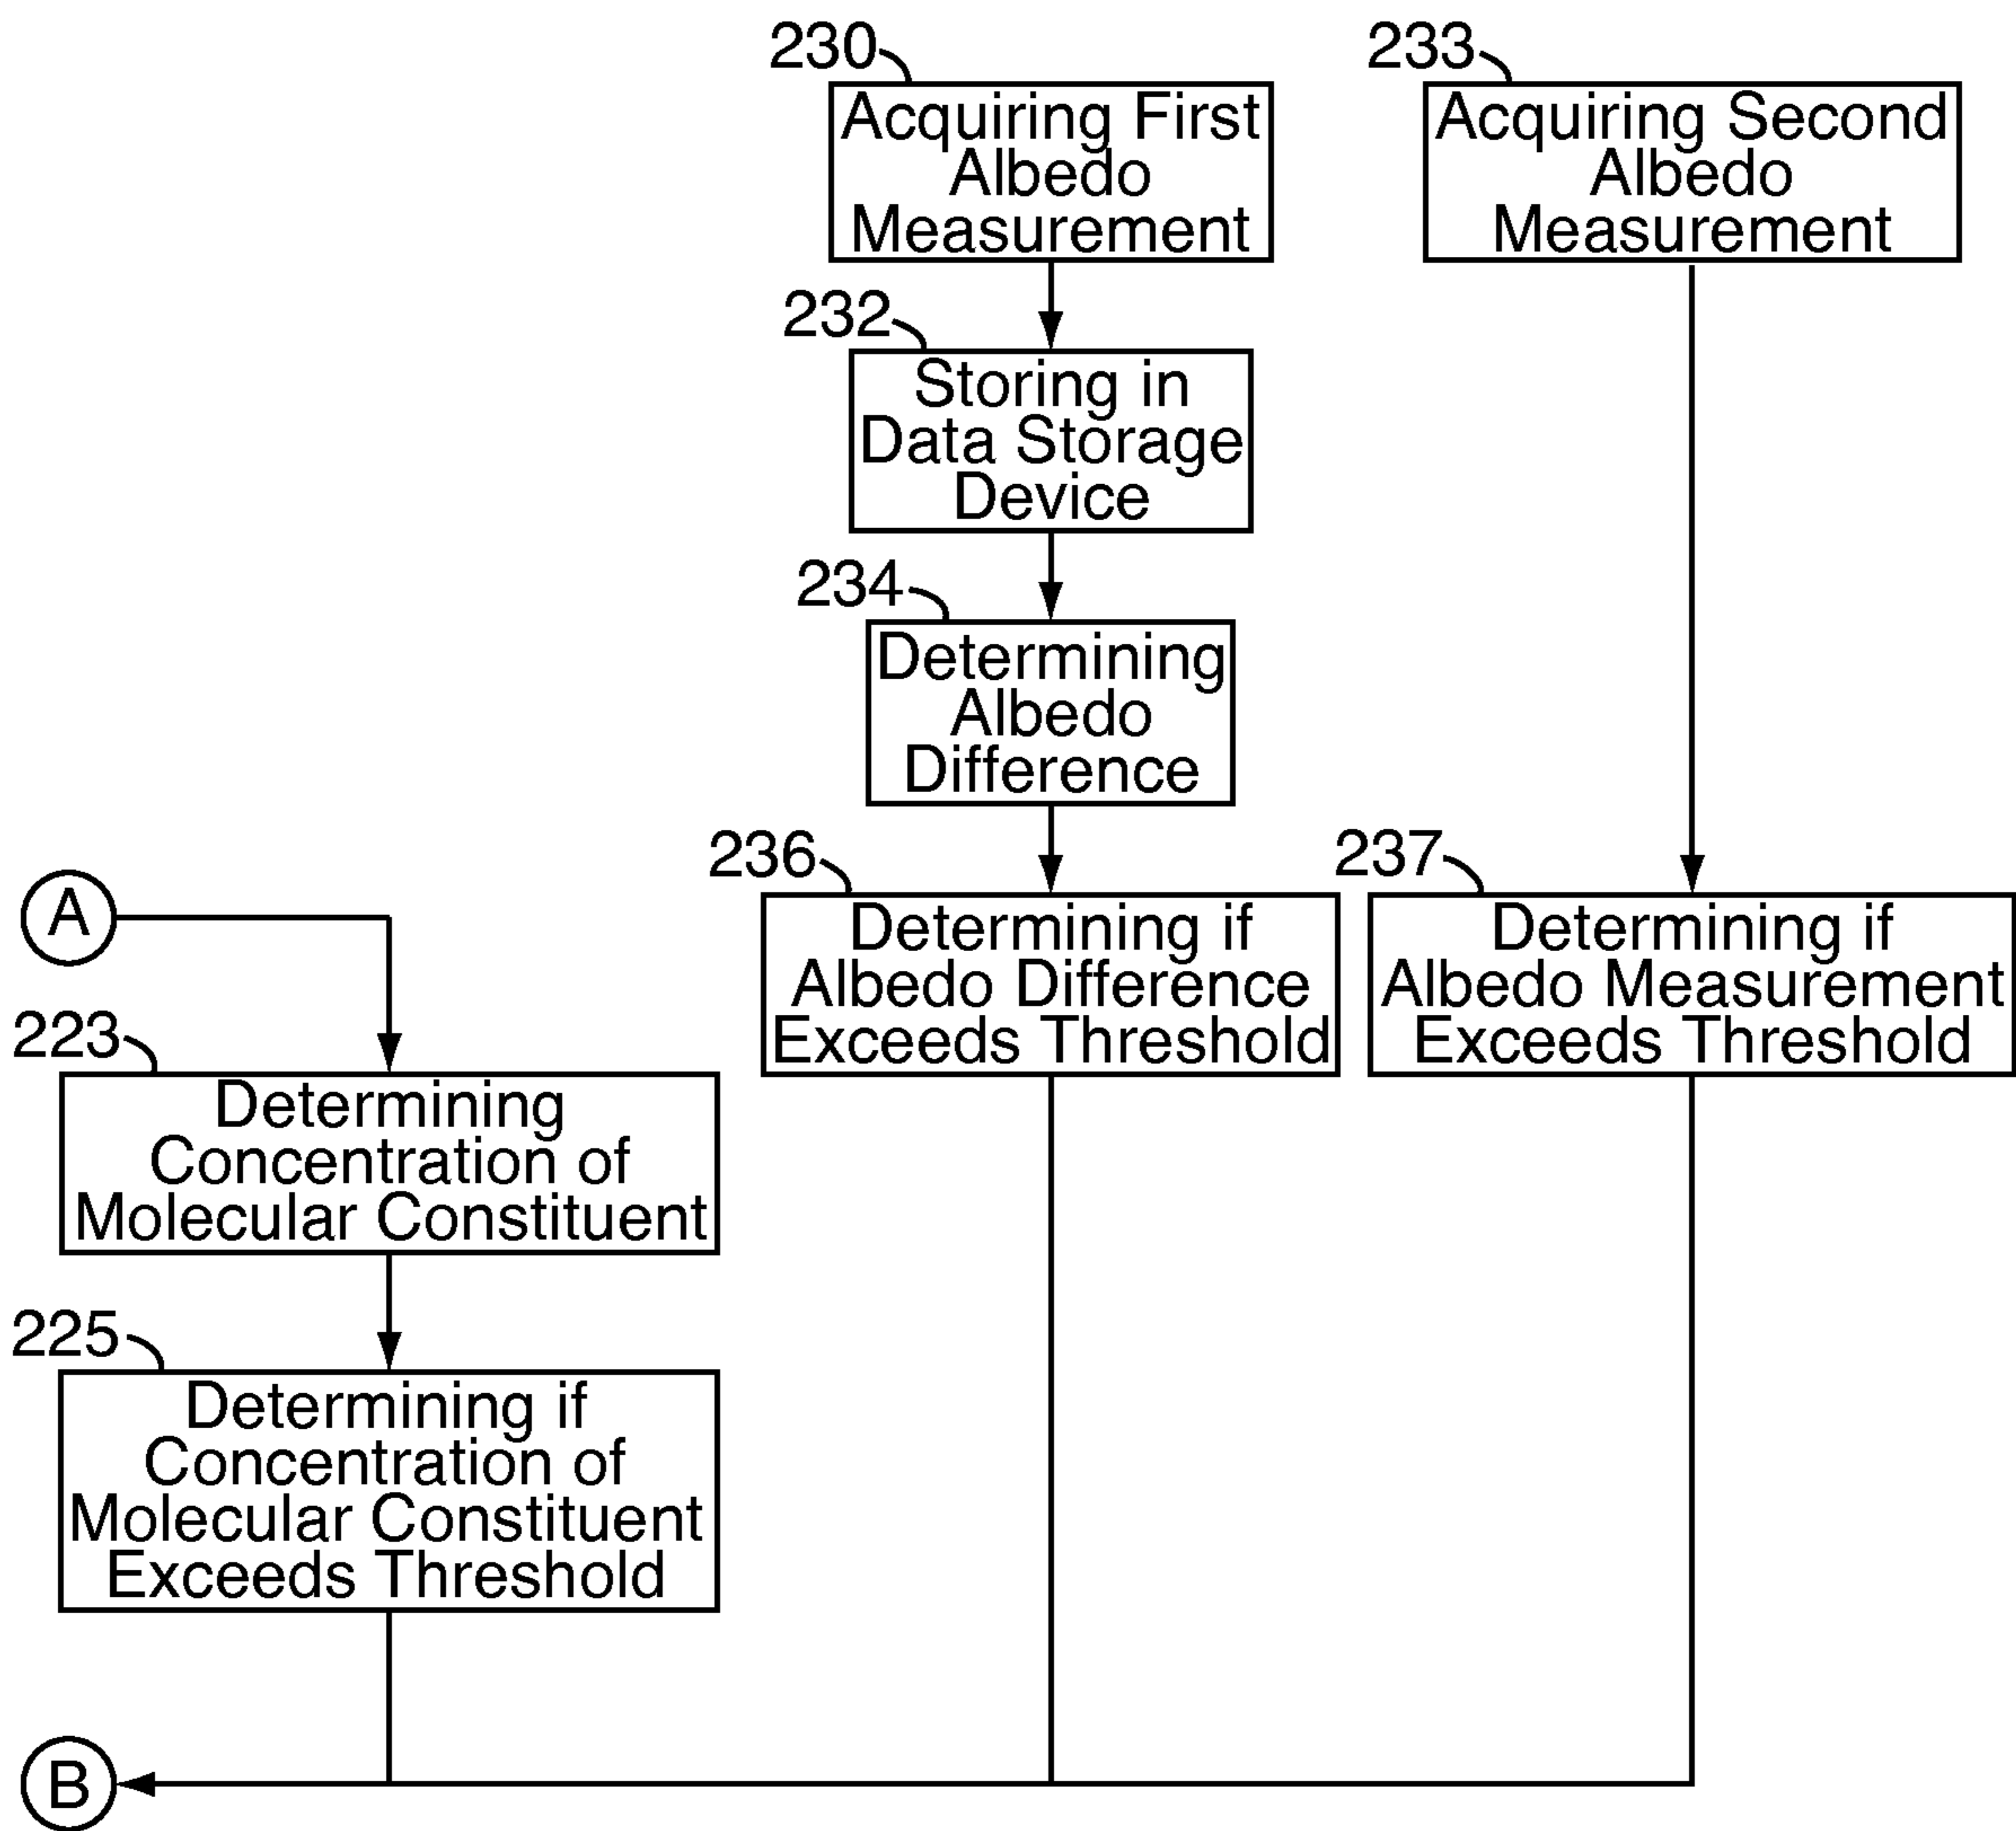 230
Acquiring First
Albedo
Measurement
233
Acquiring Second
Albedo
Measurement
232
Storing in
Data Storage
Device
234
Determining
Albedo
Difference
236
Determining if
Albedo Difference
Exceeds Threshold
237
Determining if
Albedo Measurement
Exceeds Threshold
A
223
Determining
Concentration of
Molecular Constituent
225
Determining if
Concentration of
Molecular Constituent
Exceeds Threshold
B